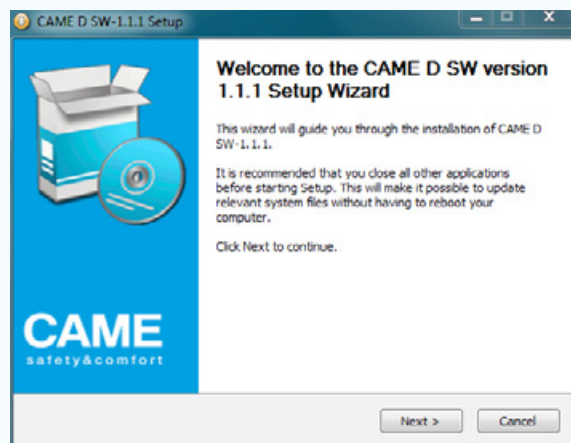 CAME D SW-1.1.1 Setup
Welcome to the CAME D SW version
1.1.1 Setup Wizard
This wizard will guide you through the installation of CAME D
SW-1.1.1.
It is recommended that you close all other applications
before starting Setup. This will make it possible to update
relevant system files without having to reboot your
computer.
Click Next to continue.
CAME
safety&comfort
Next >
Cancel